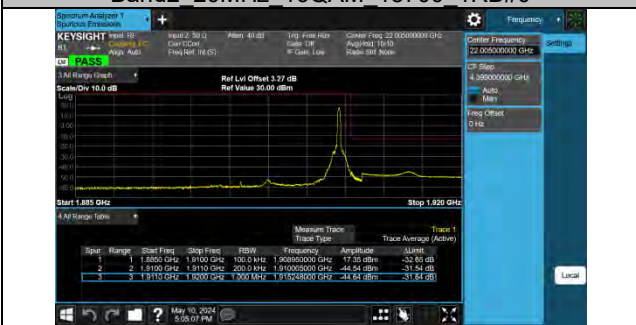 Spectrum Analyzer 1
Spurious Emissions
Frequency
KEYSIGHT
Input: RF
Coupling: DC
Align: Auto
Input Z: 50 Ω
Corr CCorr
Freq Ref: Int (S)
Atten: 40 dB
Trig: Free Run
Gate: Off
IF Gain: Low
Center Freq: 22.005000000 GHz
Avg|Hold: 10/10
Radio Std: None
PASS
3 All Range Graph
Scale/Div 10.0 dB
Ref Lvl Offset 3.27 dB
Ref Value 30.00 dBm
Log
Start 1.885 GHz
Stop 1.920 GHz
4 All Range Table
Measure Trace Trace 1
Trace Type Trace Average (Active)
Spur Range Start Freq Stop Freq RBW Frequency Amplitude ΔLimit
1 1 1.8850 GHz 1.9100 GHz 100.0 kHz 1.908950000 GHz 17.35 dBm -32.65 dB
2 2 1.9100 GHz 1.9110 GHz 200.0 kHz 1.910005000 GHz -44.54 dBm -31.54 dB
3 3 1.9110 GHz 1.9200 GHz 1.000 MHz 1.915248000 GHz -44.64 dBm -31.64 dB
Center Frequency
22.005000000 GHz
Settings
CF Step
4.399000000 GHz
Auto
Man
Freq Offset
0 Hz
Local
?
May 10, 2024
5:05:07 PM